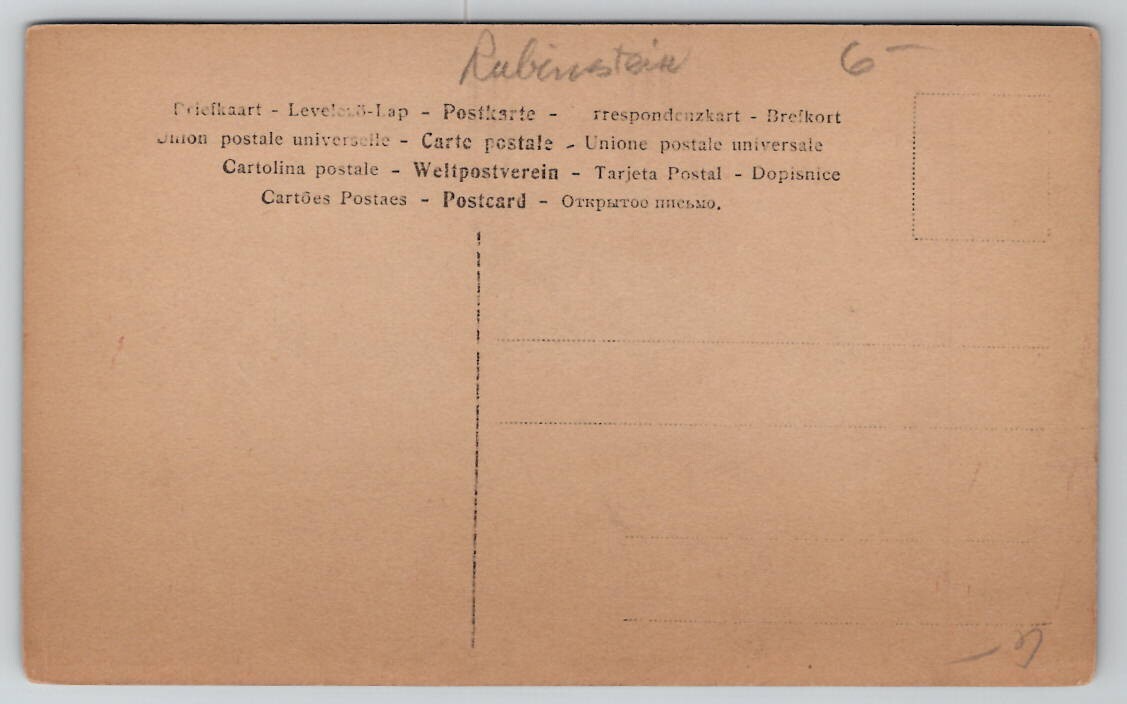 Rubinstein 6-
Briefkaart - Levelező-Lap - Postkarte - rrespondenzkart - Brefkort
Union postale universelle - Carte postale - Unione postale universale
Cartolina postale - Weltpostverein - Tarjeta Postal - Dopisnice
Cartões Postaes - Postcard - Открытое письмо.